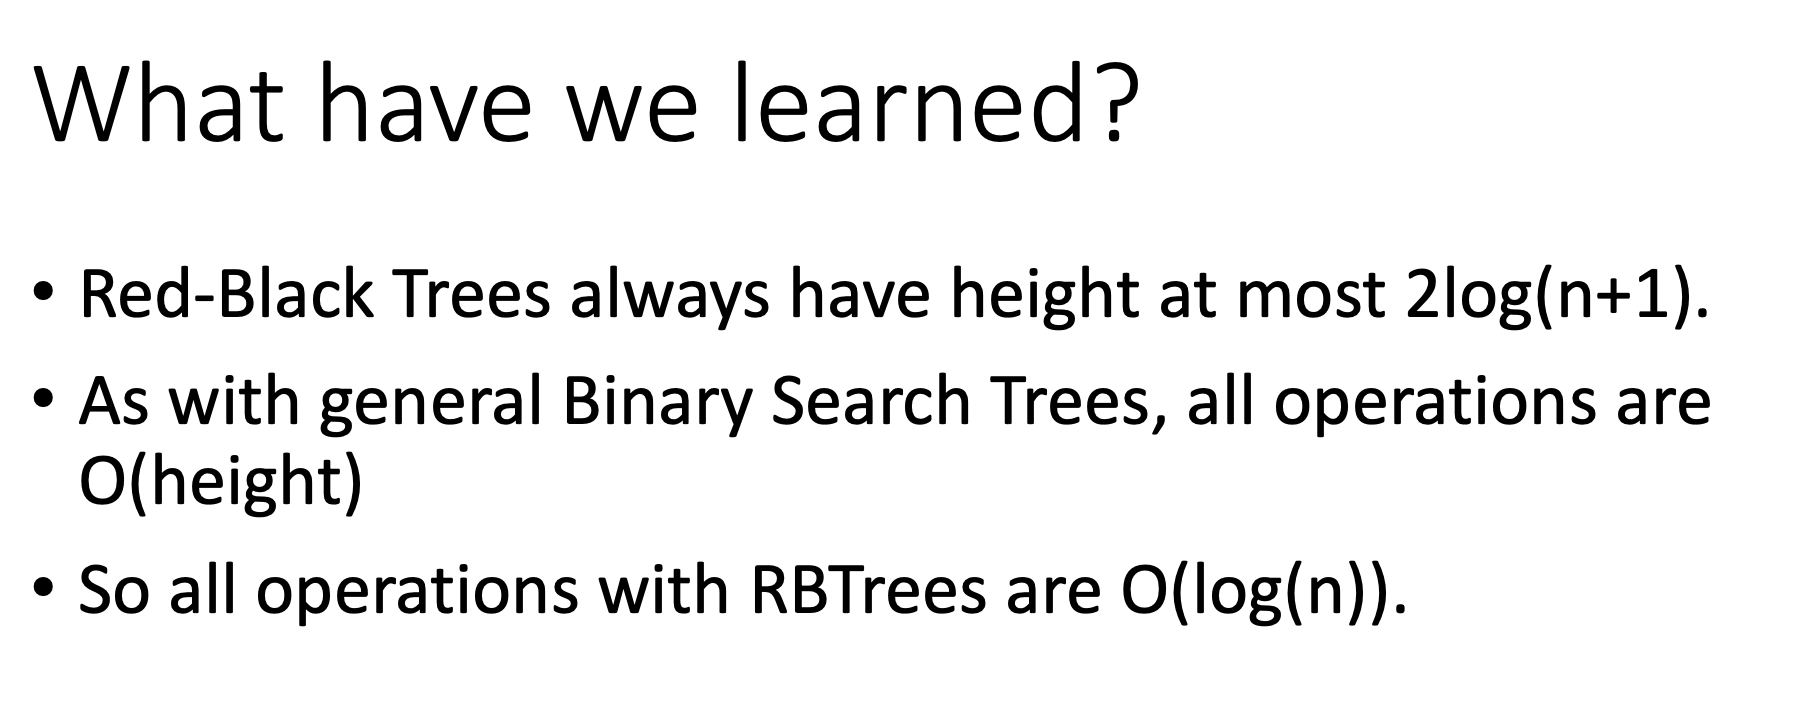 What have we learned?
• Red-Black Trees always have height at most 2log(n+1).
• As with general Binary Search Trees, all operations are
O(height)
• So all operations with RBTrees are O(log(n)).